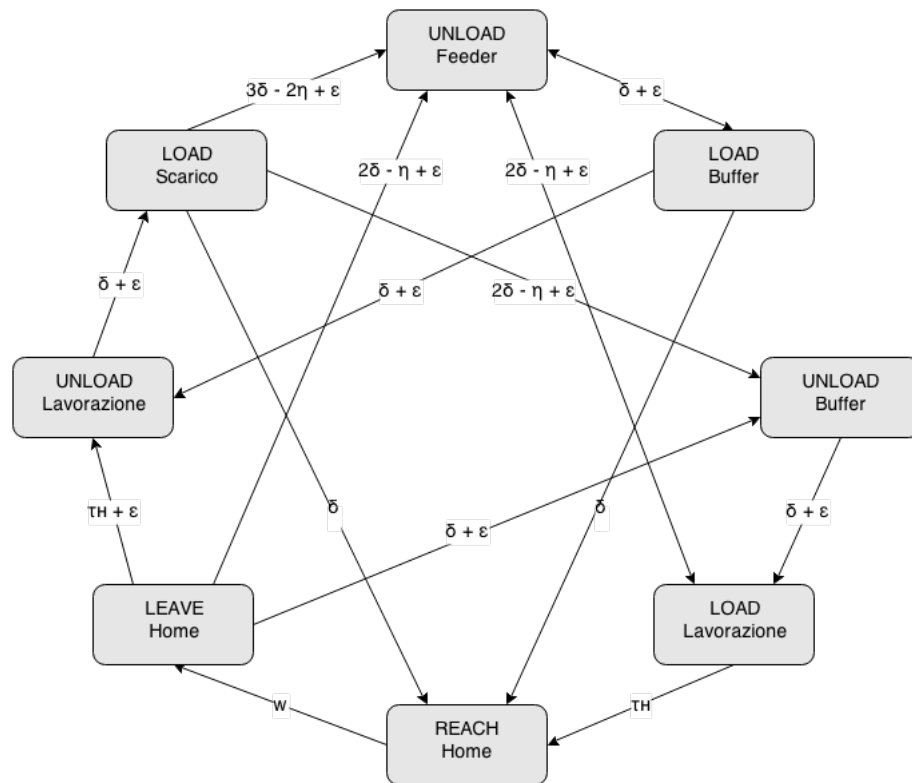 UNLOAD
Feeder
3δ - 2η + ε
δ + ε
LOAD
Scarico
2δ - η + ε
2δ - η + ε
LOAD
Buffer
δ + ε
δ + ε
2δ - η + ε
UNLOAD
Lavorazione
UNLOAD
Buffer
τH + ε
δ
δ
δ + ε
δ + ε
LEAVE
Home
LOAD
Lavorazione
w
τH
REACH
Home